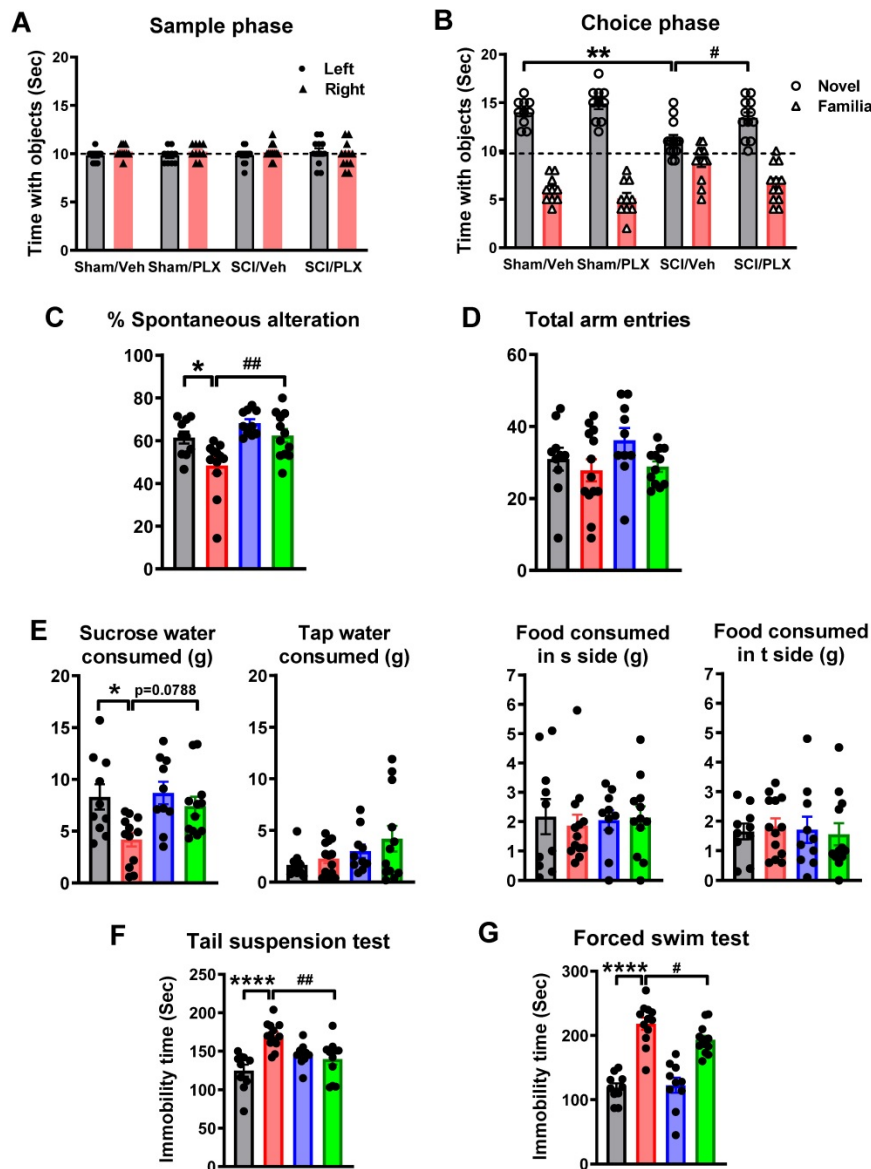 A
Sample phase
Time with objects (Sec)
20
15
10
5
0
Left
Right
Sham/Veh
Sham/PLX
SCI/Veh
SCI/PLX
B
Choice phase
Time with objects (Sec)
20
15
10
5
0
**
#
Novel
Familia
Sham/Veh
Sham/PLX
SCI/Veh
SCI/PLX
C
% Spontaneous alteration
100
80
60
40
20
0
*
##
D
Total arm entries
60
40
20
0
E
Sucrose water
consumed (g)
20
15
10
5
0
*
p=0.0788
Tap water
consumed (g)
20
15
10
5
0
Food consumed
in s side (g)
7
6
5
4
3
2
1
0
Food consumed
in t side (g)
7
6
5
4
3
2
1
0
F
Tail suspension test
Immobility time (Sec)
250
200
150
100
50
0
****
##
G
Forced swim test
Immobility time (Sec)
300
200
100
0
****
#